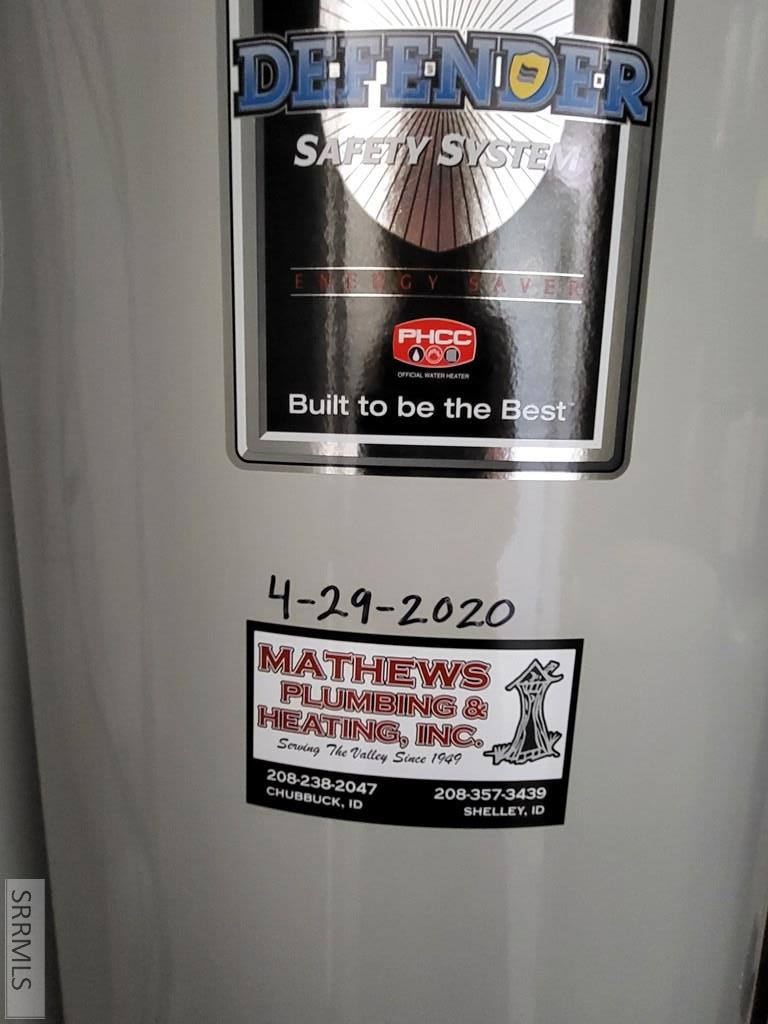 DEFENDER
SAFETY SYSTEM
ENERGY SAVER
PHCC
OFFICIAL WATER HEATER
Built to be the Best™
4-29-2020
MATHEWS
PLUMBING &
HEATING, INC.
Serving The Valley Since 1949
208-238-2047
CHUBBUCK, ID
208-357-3439
SHELLEY, ID
SRRMLS